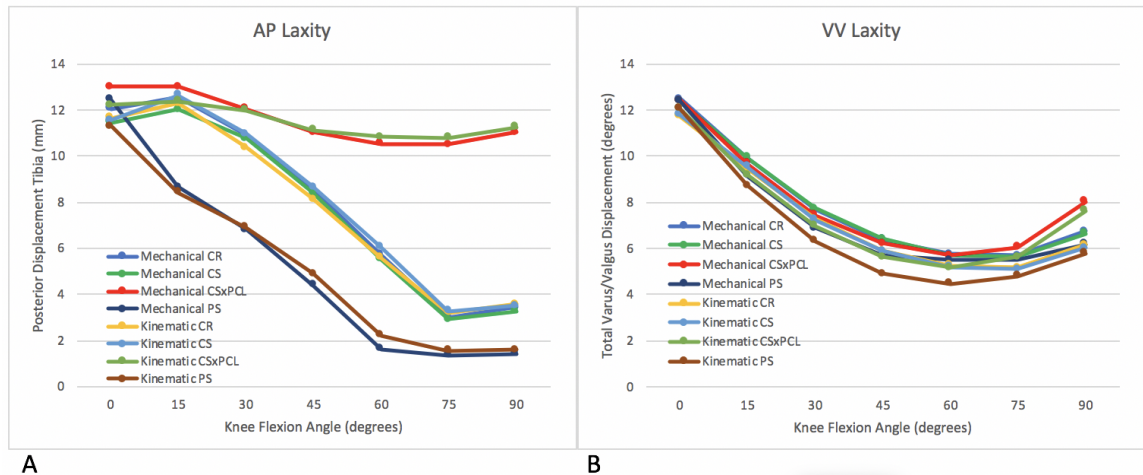 AP Laxity
Posterior Displacement Tibia (mm)
14
12
10
8
6
4
2
0
Mechanical CR
Mechanical CS
Mechanical CSxPCL
Mechanical PS
Kinematic CR
Kinematic CS
Kinematic CSxPCL
Kinematic PS
0 15 30 45 60 75 90
Knee Flexion Angle (degrees)
A
VV Laxity
Total Varus/Valgus Displacement (degrees)
14
12
10
8
6
4
2
0
Mechanical CR
Mechanical CS
Mechanical CSxPCL
Mechanical PS
Kinematic CR
Kinematic CS
Kinematic CSxPCL
Kinematic PS
0 15 30 45 60 75 90
Knee Flexion Angle (degrees)
B